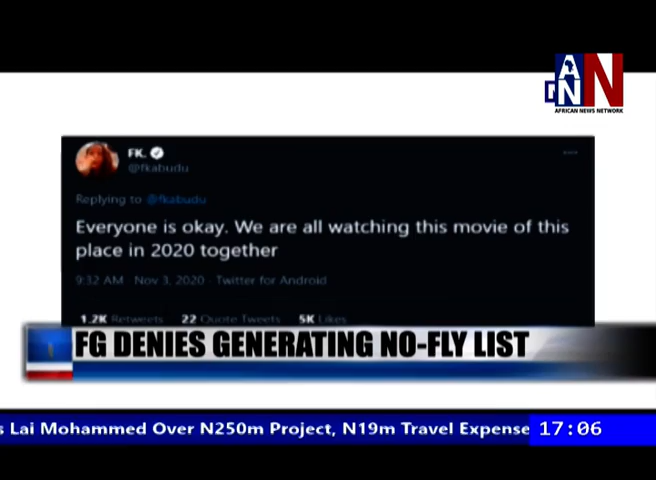 AN
NN
AFRICAN NEWS NETWORK
FK.
@fkabudu
Replying to @fkabudu
Everyone is okay. We are all watching this movie of this
place in 2020 together
9:32 AM Nov 3, 2020 Twitter for Android
1.2K Retweets 22 Quote Tweets 5K Likes
FG DENIES GENERATING NO-FLY LIST
s Lai Mohammed Over N250m Project, N19m Travel Expense
17:06